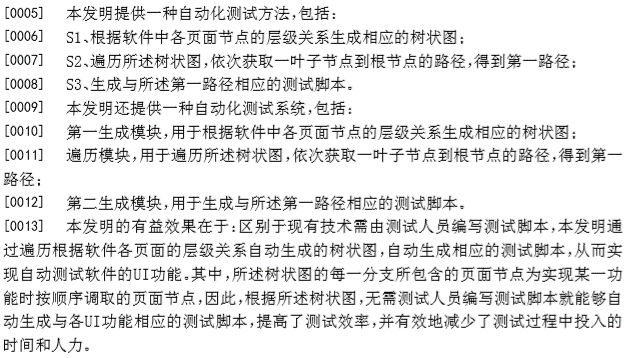 [0005] 本发明提供一种自动化测试方法,包括:
[0006] S1、根据软件中各页面节点的层级关系生成相应的树状图;
[0007] S2、遍历所述树状图,依次获取一叶子节点到根节点的路径,得到第一路径;
[0008] S3、生成与所述第一路径相应的测试脚本。
[0009] 本发明还提供一种自动化测试系统,包括:
[0010] 第一生成模块,用于根据软件中各页面节点的层级关系生成相应的树状图;
[0011] 遍历模块,用于遍历所述树状图,依次获取一叶子节点到根节点的路径,得到第一
路径;
[0012] 第二生成模块,用于生成与所述第一路径相应的测试脚本。
[0013] 本发明的有益效果在于:区别于现有技术需由测试人员编写测试脚本,本发明通
过遍历根据软件各页面的层级关系自动生成的树状图,自动生成相应的测试脚本,从而实
现自动测试软件的UI功能。其中,所述树状图的每一分支所包含的页面节点为实现某一功
能时按顺序调取的页面节点,因此,根据所述树状图,无需测试人员编写测试脚本就能够自
动生成与各UI功能相应的测试脚本,提高了测试效率,并有效地减少了测试过程中投入的
时间和人力。